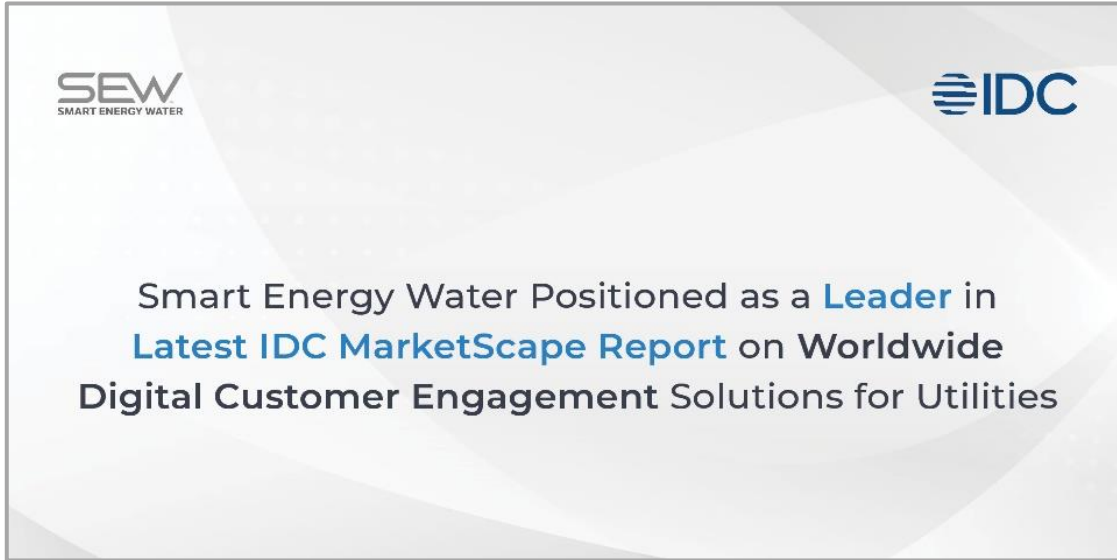 SEW
SMART ENERGY WATER
IDC
Smart Energy Water Positioned as a Leader in
Latest IDC MarketScape Report on Worldwide
Digital Customer Engagement Solutions for Utilities